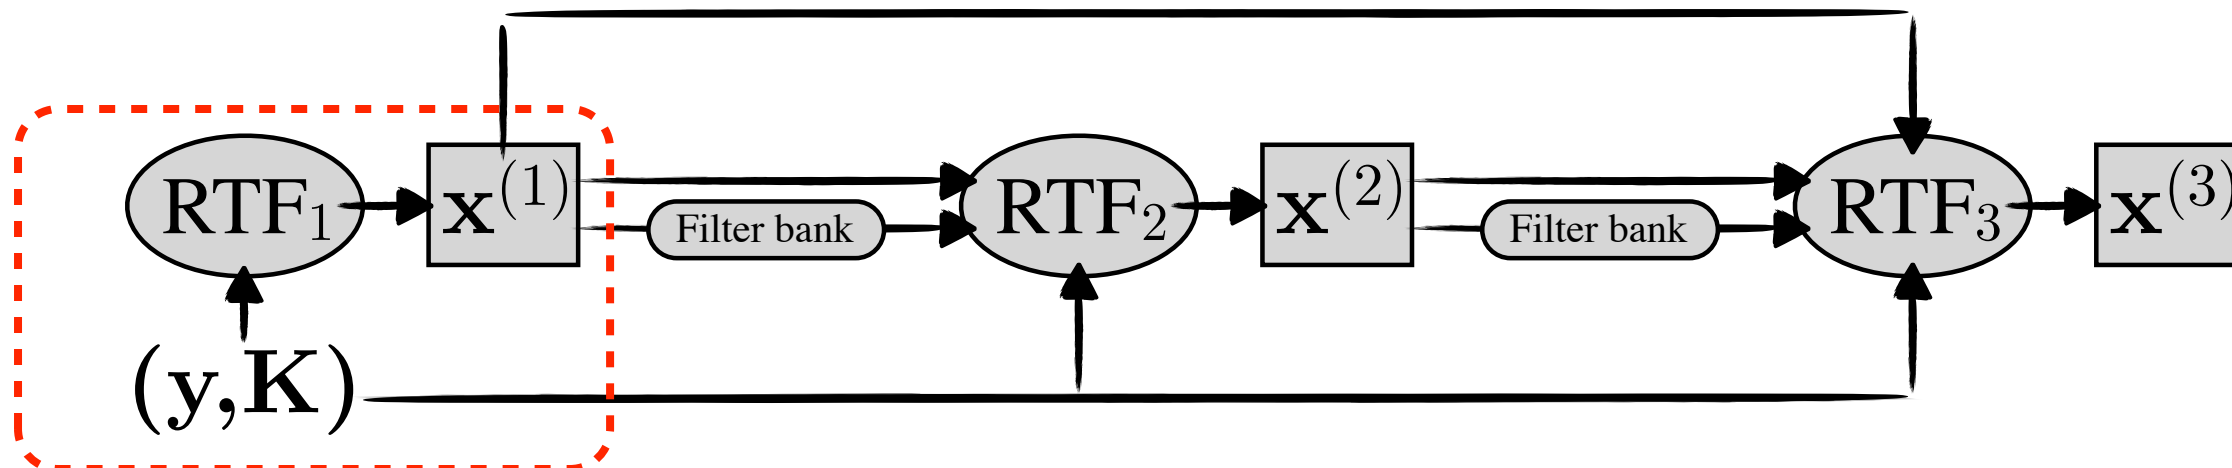 RTF₁ x⁽¹⁾ Filter bank RTF₂ x⁽²⁾ Filter bank RTF₃ x⁽³⁾
(y,K)